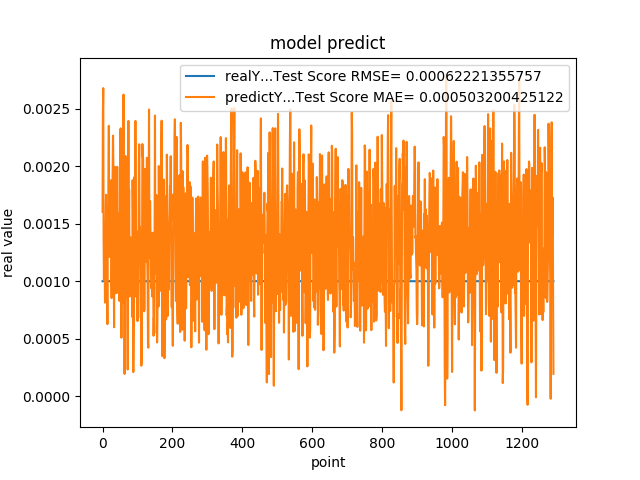 model predict
realY...Test Score RMSE= 0.00062221355757
predictY...Test Score MAE= 0.000503200425122
0.0025
0.0020
0.0015
0.0010
0.0005
0.0000
real value
0 200 400 600 800 1000 1200
point